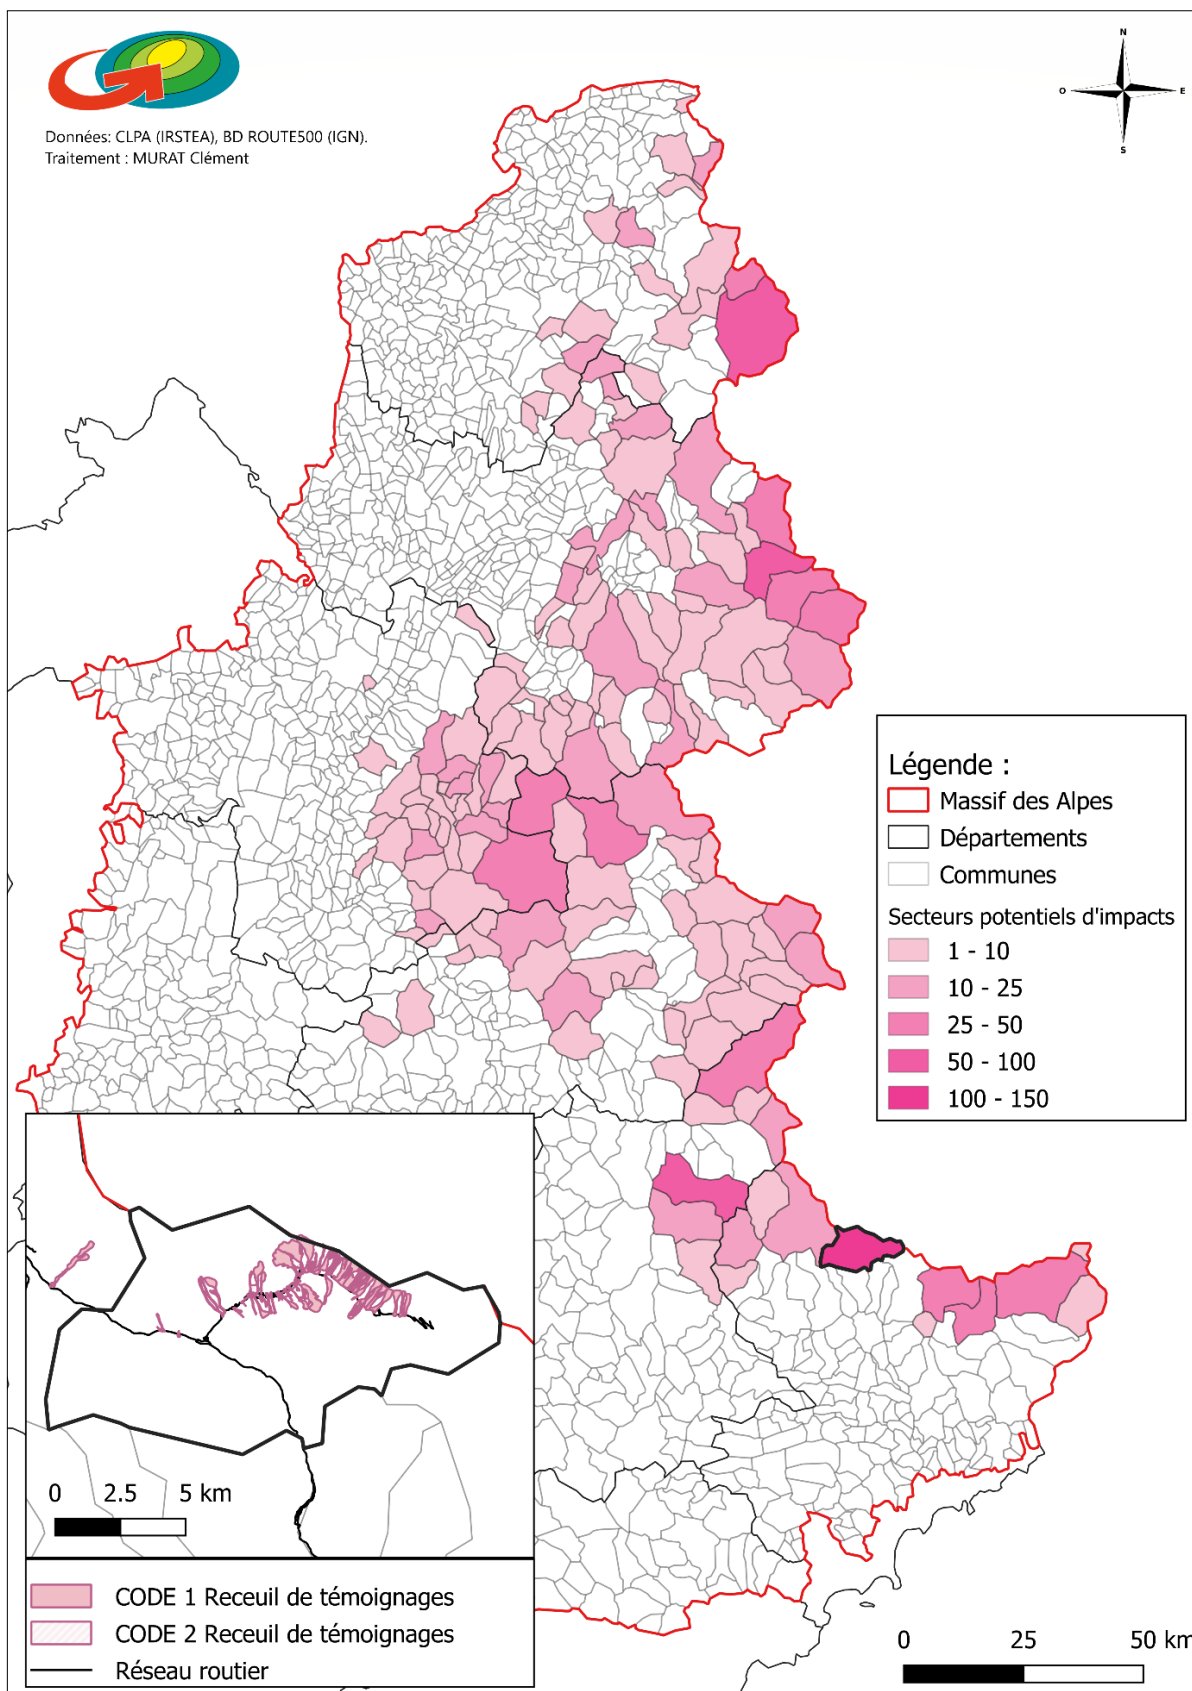 Données: CLPA (IRSTEA), BD ROUTE500 (IGN).
Traitement : MURAT Clément
N
O
E
S
Légende :
Massif des Alpes
Départements
Communes
Secteurs potentiels d'impacts
1 - 10
10 - 25
25 - 50
50 - 100
100 - 150
0 2.5 5 km
CODE 1 Receuil de témoignages
CODE 2 Receuil de témoignages
Réseau routier
0 25 50 km